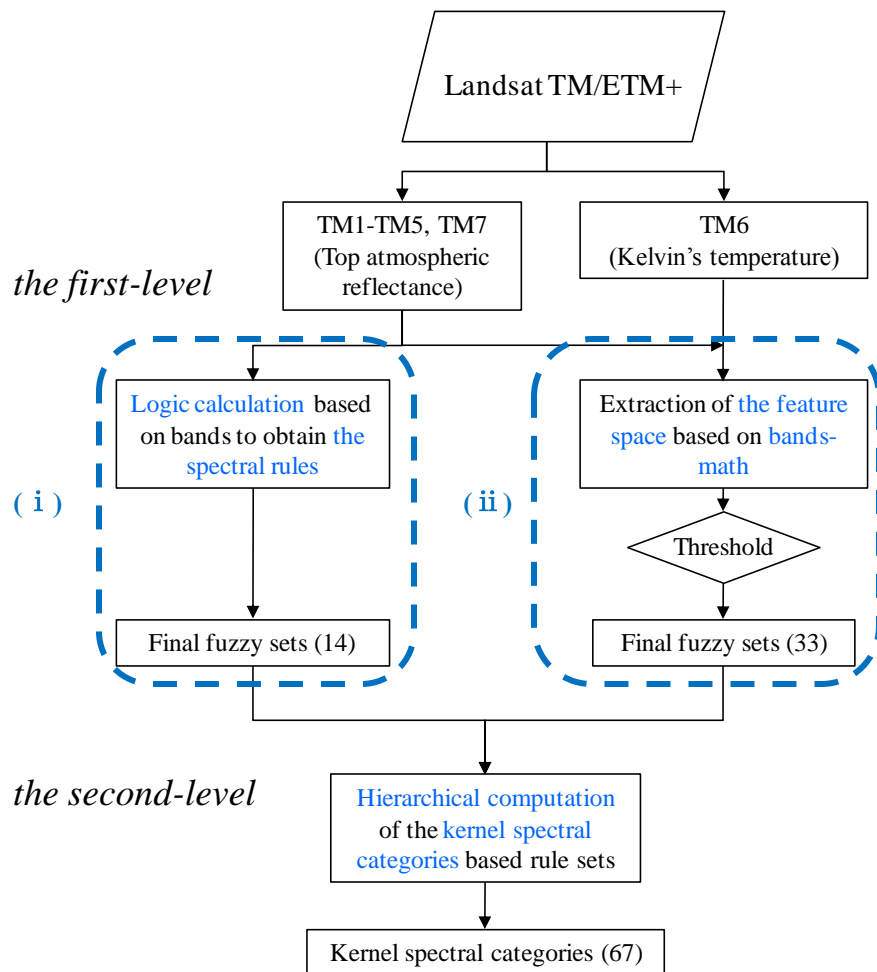 Landsat TM/ETM+
TM1-TM5, TM7
(Top atmospheric
reflectance)
TM6
(Kelvin's temperature)
the first-level
Logic calculation based
on bands to obtain the
spectral rules
Extraction of the feature
space based on bands-
math
( i )
( ii )
Threshold
Final fuzzy sets (14)
Final fuzzy sets (33)
the second-level
Hierarchical computation
of the kernel spectral
categories based rule sets
Kernel spectral categories (67)